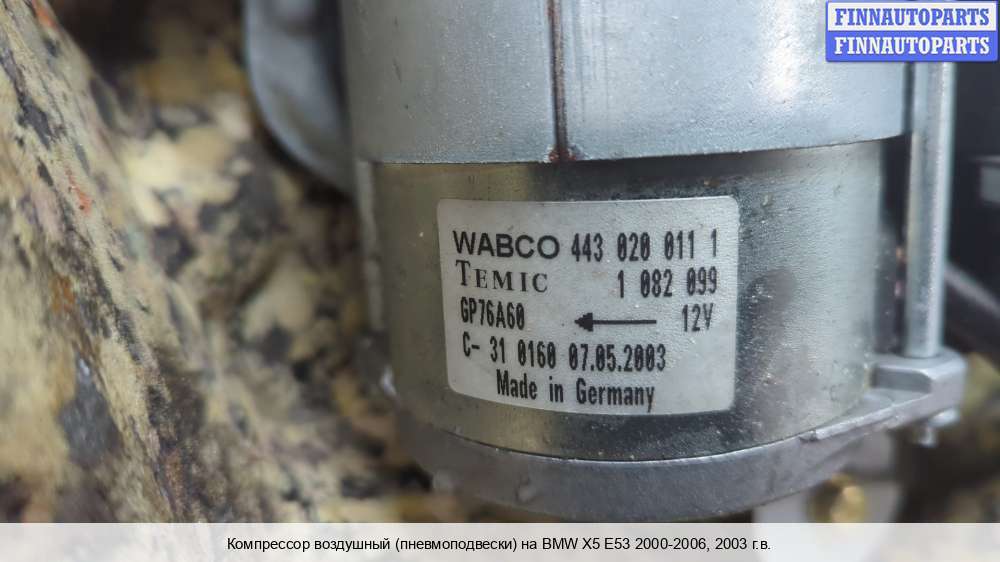 FINNAUTOPARTS
FINNAUTOPARTS
WABCO 443 020 011 1
TEMIC 1 082 099
GP76A60 ← 12V
C- 31 0160 07.05.2003
Made in Germany
Компрессор воздушный (пневмоподвески) на BMW X5 E53 2000-2006, 2003 г.в.